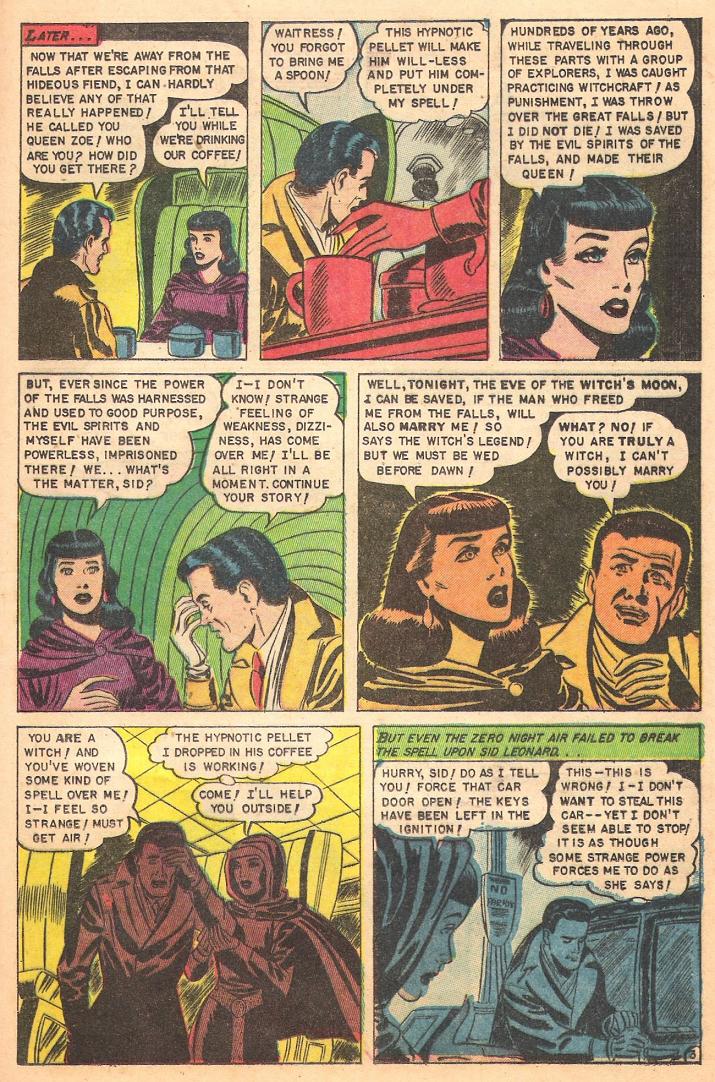 LATER...
NOW THAT WE'RE AWAY FROM THE
FALLS AFTER ESCAPING FROM THAT
HIDEOUS FIEND, I CAN HARDLY
BELIEVE ANY OF THAT
REALLY HAPPENED!
HE CALLED YOU
QUEEN ZOE! WHO
ARE YOU? HOW DID
YOU GET THERE?
I'LL TELL
YOU WHILE
WE'RE DRINKING
OUR COFFEE!
WAITRESS!
YOU FORGOT
TO BRING ME
A SPOON!
THIS HYPNOTIC
PELLET WILL MAKE
HIM WILL-LESS
AND PUT HIM COM-
PLETELY UNDER
MY SPELL!
HUNDREDS OF YEARS AGO,
WHILE TRAVELING THROUGH
THESE PARTS WITH A GROUP
OF EXPLORERS, I WAS CAUGHT
PRACTICING WITCHCRAFT! AS
PUNISHMENT, I WAS THROW
OVER THE GREAT FALLS! BUT
I DID NOT DIE! I WAS SAVED
BY THE EVIL SPIRITS OF THE
FALLS, AND MADE THEIR
QUEEN!
BUT, EVER SINCE THE POWER
OF THE FALLS WAS HARNESSED
AND USED TO GOOD PURPOSE,
THE EVIL SPIRITS AND
MYSELF HAVE BEEN
POWERLESS, IMPRISONED
THERE! WE... WHAT'S
THE MATTER, SID?
I--I DON'T
KNOW! STRANGE
FEELING OF
WEAKNESS, DIZZI-
NESS, HAS COME
OVER ME! I'LL BE
ALL RIGHT IN A
MOMENT. CONTINUE
YOUR STORY!
WELL, TONIGHT, THE EVE OF THE WITCH'S MOON,
I CAN BE SAVED, IF THE MAN WHO FREED
ME FROM THE FALLS, WILL
ALSO MARRY ME! SO
SAYS THE WITCH'S LEGEND!
BUT WE MUST BE WED
BEFORE DAWN!
WHAT? NO! IF
YOU ARE TRULY A
WITCH, I CAN'T
POSSIBLY MARRY
YOU!
YOU ARE A
WITCH! AND
YOU'VE WOVEN
SOME KIND OF
SPELL OVER ME!
I--I FEEL SO
STRANGE! MUST
GET AIR!
THE HYPNOTIC PELLET
I DROPPED IN HIS COFFEE
IS WORKING!
COME! I'LL HELP
YOU OUTSIDE!
BUT EVEN THE ZERO NIGHT AIR FAILED TO BREAK
THE SPELL UPON SID LEONARD...
HURRY, SID! DO AS I TELL
YOU! FORCE THAT CAR
DOOR OPEN! THE KEYS
HAVE BEEN LEFT IN THE
IGNITION!
THIS--THIS IS
WRONG! I--I DON'T
WANT TO STEAL THIS
CAR--YET I DON'T
SEEM ABLE TO STOP!
IT IS AS THOUGH
SOME STRANGE POWER
FORCES ME TO DO AS
SHE SAYS!
NO
PARKING
3